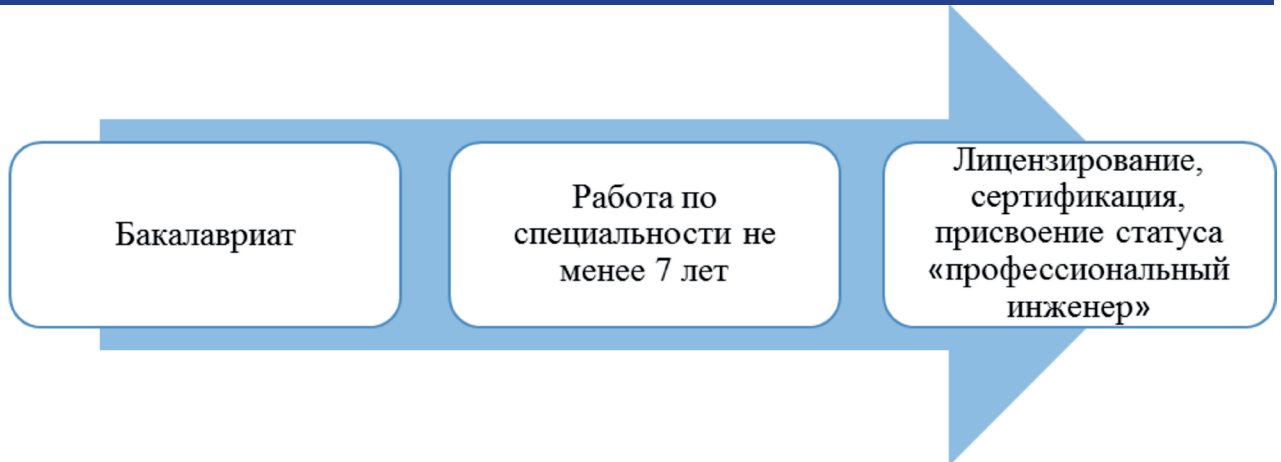 Бакалавриат
Работа по
специальности не
менее 7 лет
Лицензирование,
сертификация,
присвоение статуса
«профессиональный
инженер»